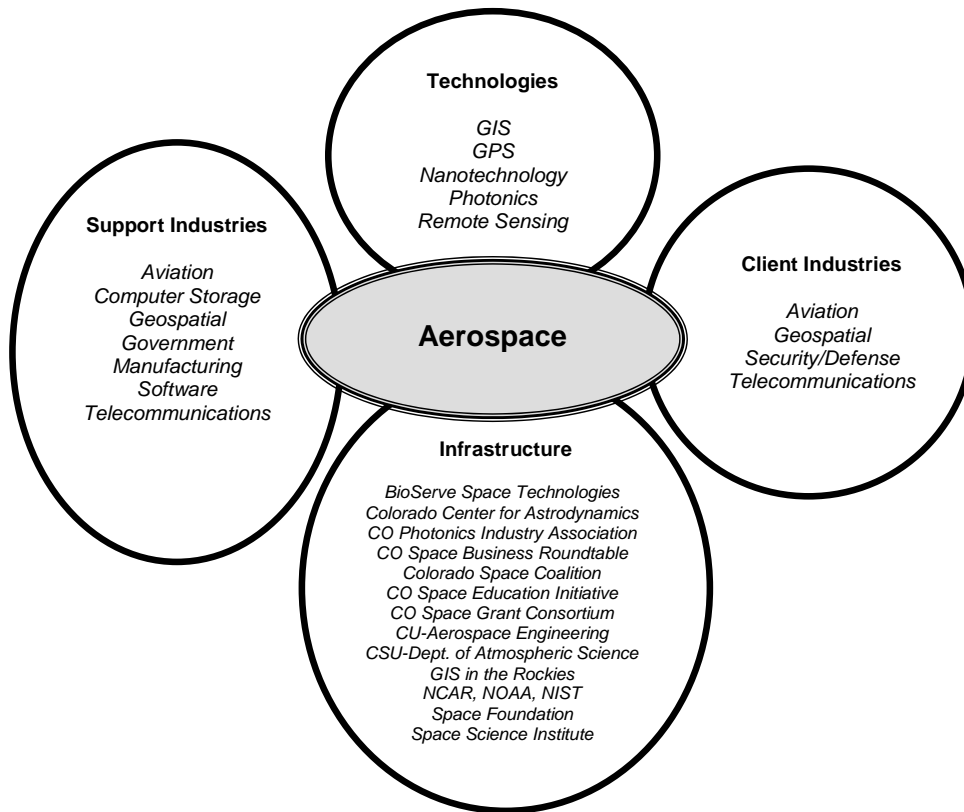 Technologies
GIS
GPS
Nanotechnology
Photonics
Remote Sensing
Support Industries
Aviation
Computer Storage
Geospatial
Government
Manufacturing
Software
Telecommunications
Client Industries
Aviation
Geospatial
Security/Defense
Telecommunications
Aerospace
Infrastructure
BioServe Space Technologies
Colorado Center for Astrodynamics
CO Photonics Industry Association
CO Space Business Roundtable
Colorado Space Coalition
CO Space Education Initiative
CO Space Grant Consortium
CU-Aerospace Engineering
CSU-Dept. of Atmospheric Science
GIS in the Rockies
NCAR, NOAA, NIST
Space Foundation
Space Science Institute